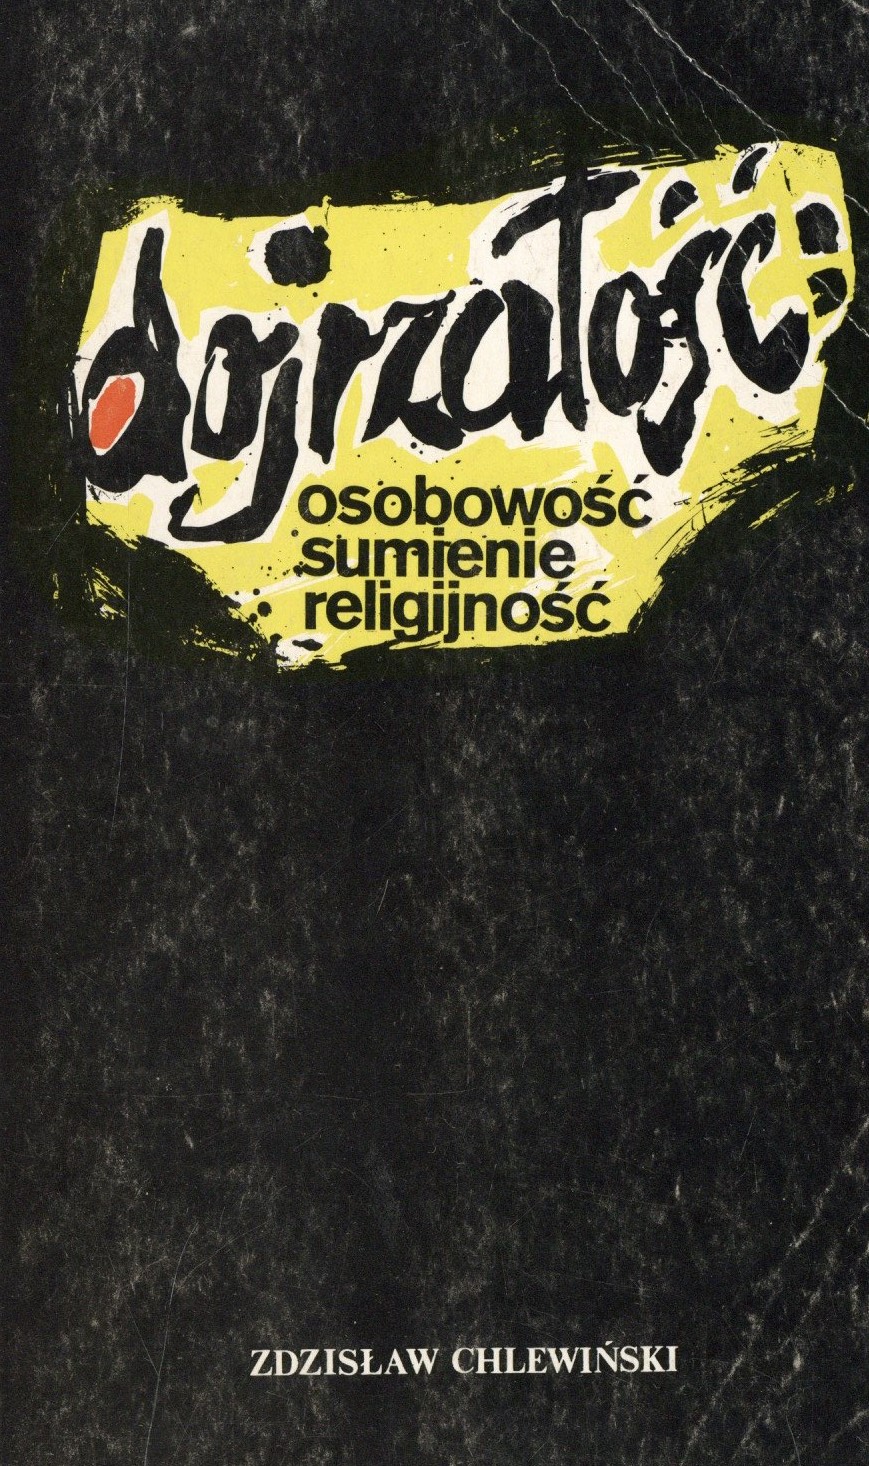 dojrzałość:
osobowość
sumienie
religijność
ZDZISŁAW CHLEWIŃSKI